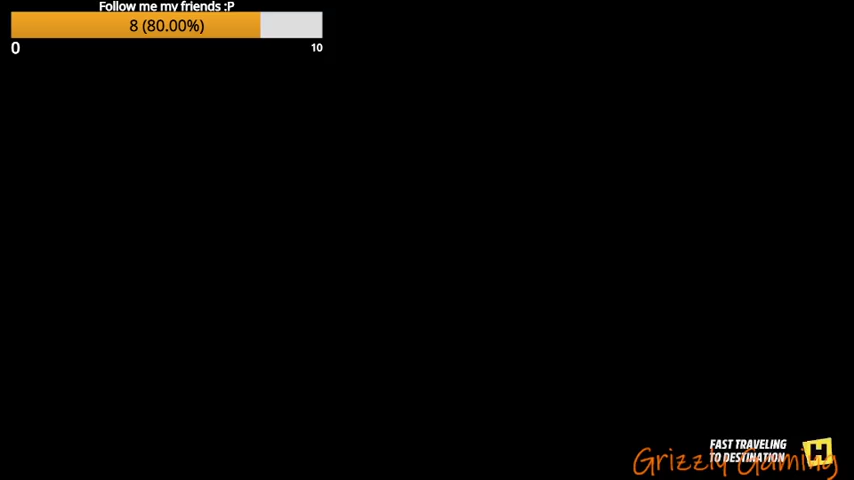 Follow me my friends :P
8 (80.00%)
0
10
FAST TRAVELING
TO DESTINATION
H
Grizzly Gaming